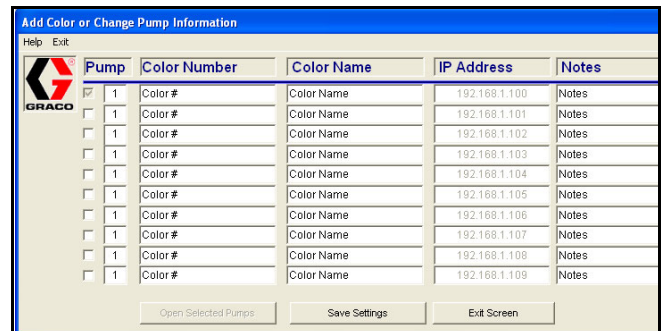 Add Color or Change Pump Information
Help Exit
GRACO
Pump Color Number Color Name IP Address Notes
1 Color # Color Name 192.168.1.100 Notes
1 Color # Color Name 192.168.1.101 Notes
1 Color # Color Name 192.168.1.102 Notes
1 Color # Color Name 192.168.1.103 Notes
1 Color # Color Name 192.168.1.104 Notes
1 Color # Color Name 192.168.1.105 Notes
1 Color # Color Name 192.168.1.106 Notes
1 Color # Color Name 192.168.1.107 Notes
1 Color # Color Name 192.168.1.108 Notes
1 Color # Color Name 192.168.1.109 Notes
Open Selected Pumps Save Settings Exit Screen